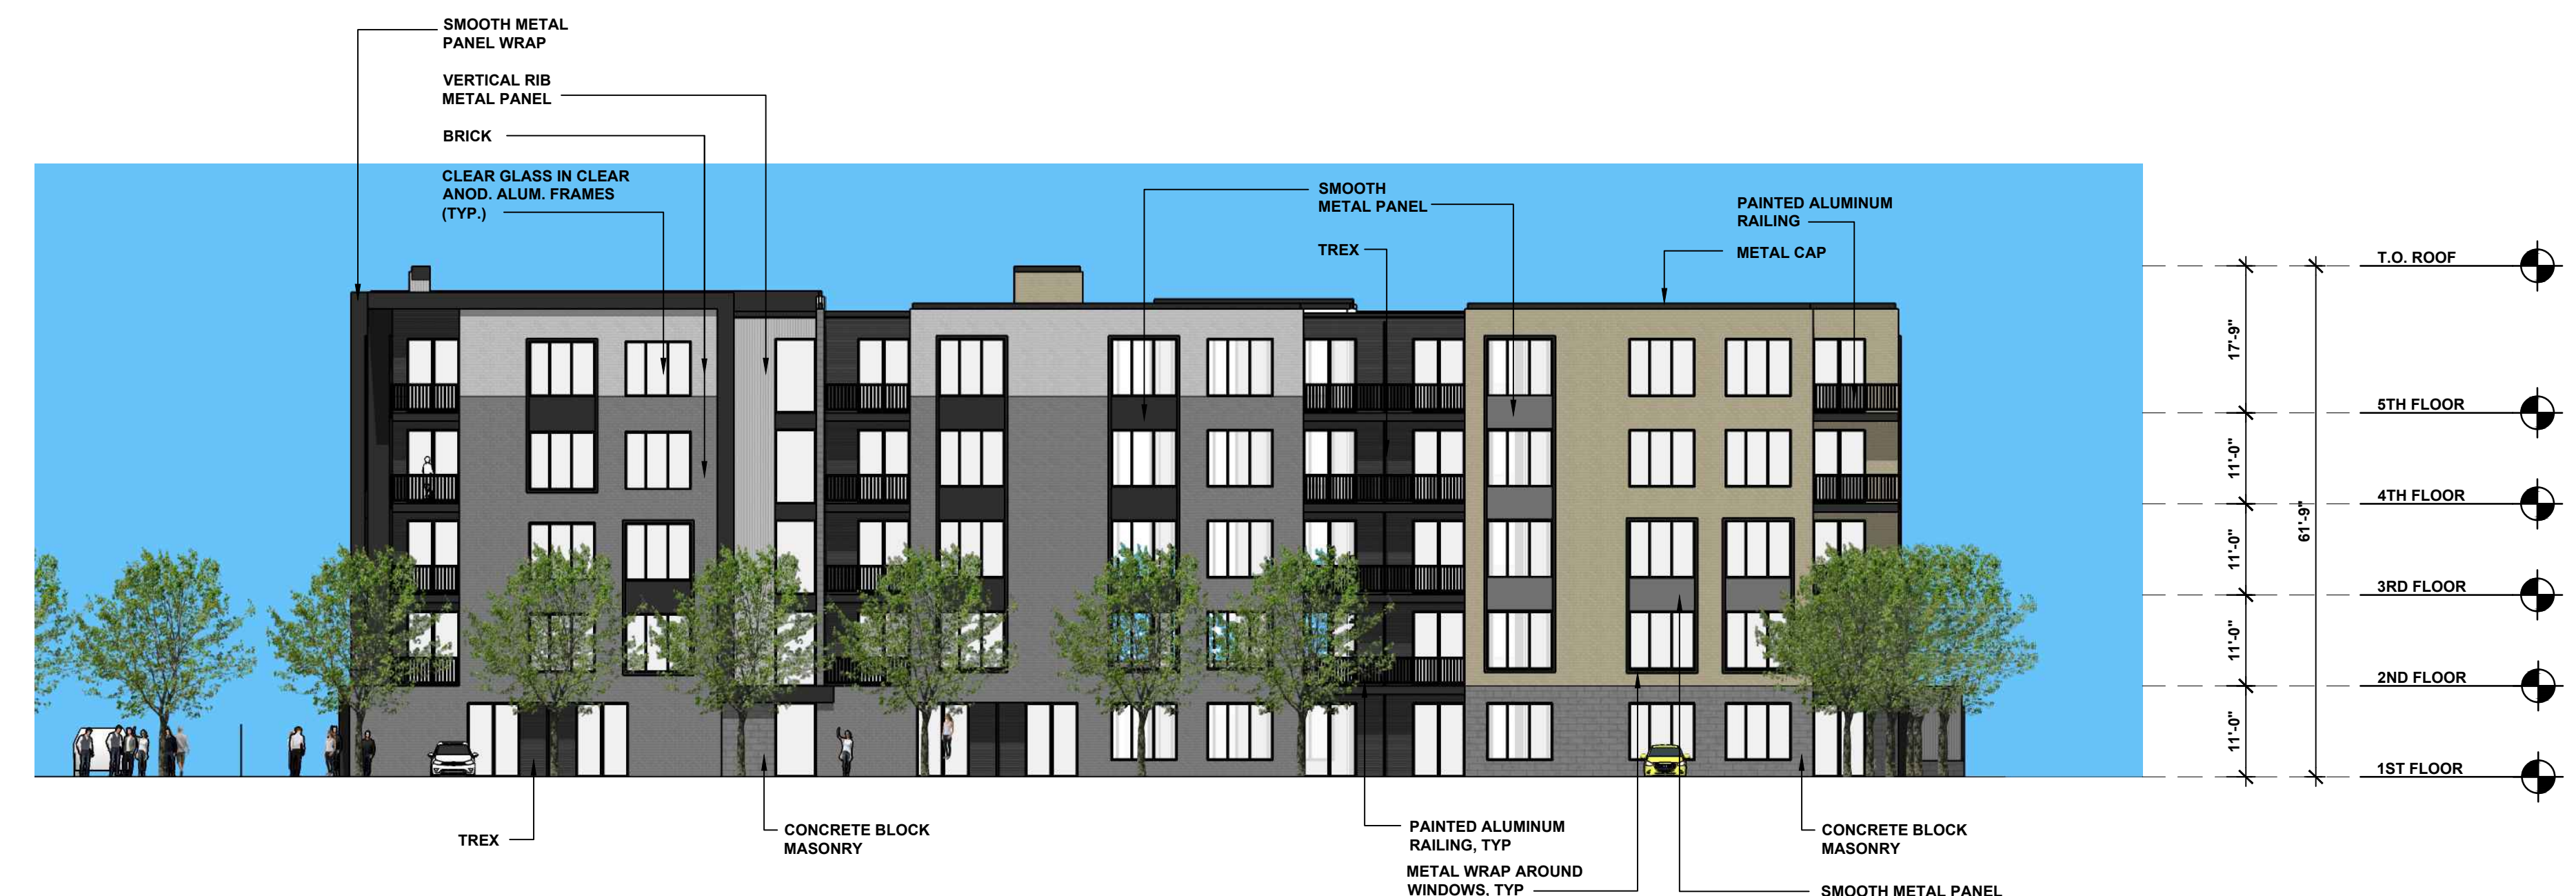 SMOOTH METAL
PANEL WRAP
VERTICAL RIB
METAL PANEL
BRICK
CLEAR GLASS IN CLEAR
ANOD. ALUM. FRAMES
(TYP.)
SMOOTH
METAL PANEL
TREX
PAINTED ALUMINUM
RAILING
METAL CAP
T.O. ROOF
17'-9"
5TH FLOOR
11'-0"
4TH FLOOR
61'-9"
11'-0"
3RD FLOOR
11'-0"
2ND FLOOR
11'-0"
1ST FLOOR
TREX
CONCRETE BLOCK
MASONRY
PAINTED ALUMINUM
RAILING, TYP
METAL WRAP AROUND
WINDOWS, TYP
CONCRETE BLOCK
MASONRY
SMOOTH METAL PANEL